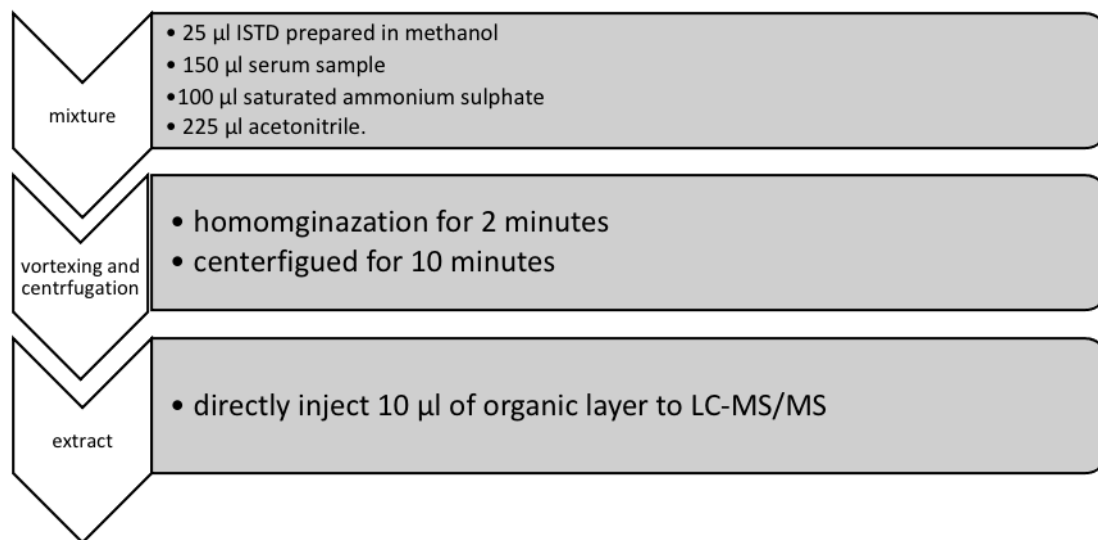 mixture
• 25 µl ISTD prepared in methanol
• 150 µl serum sample
•100 µl saturated ammonium sulphate
• 225 µl acetonitrile.
vortexing and
centrfugation
• homomginazation for 2 minutes
• centerfigued for 10 minutes
extract
• directly inject 10 µl of organic layer to LC-MS/MS